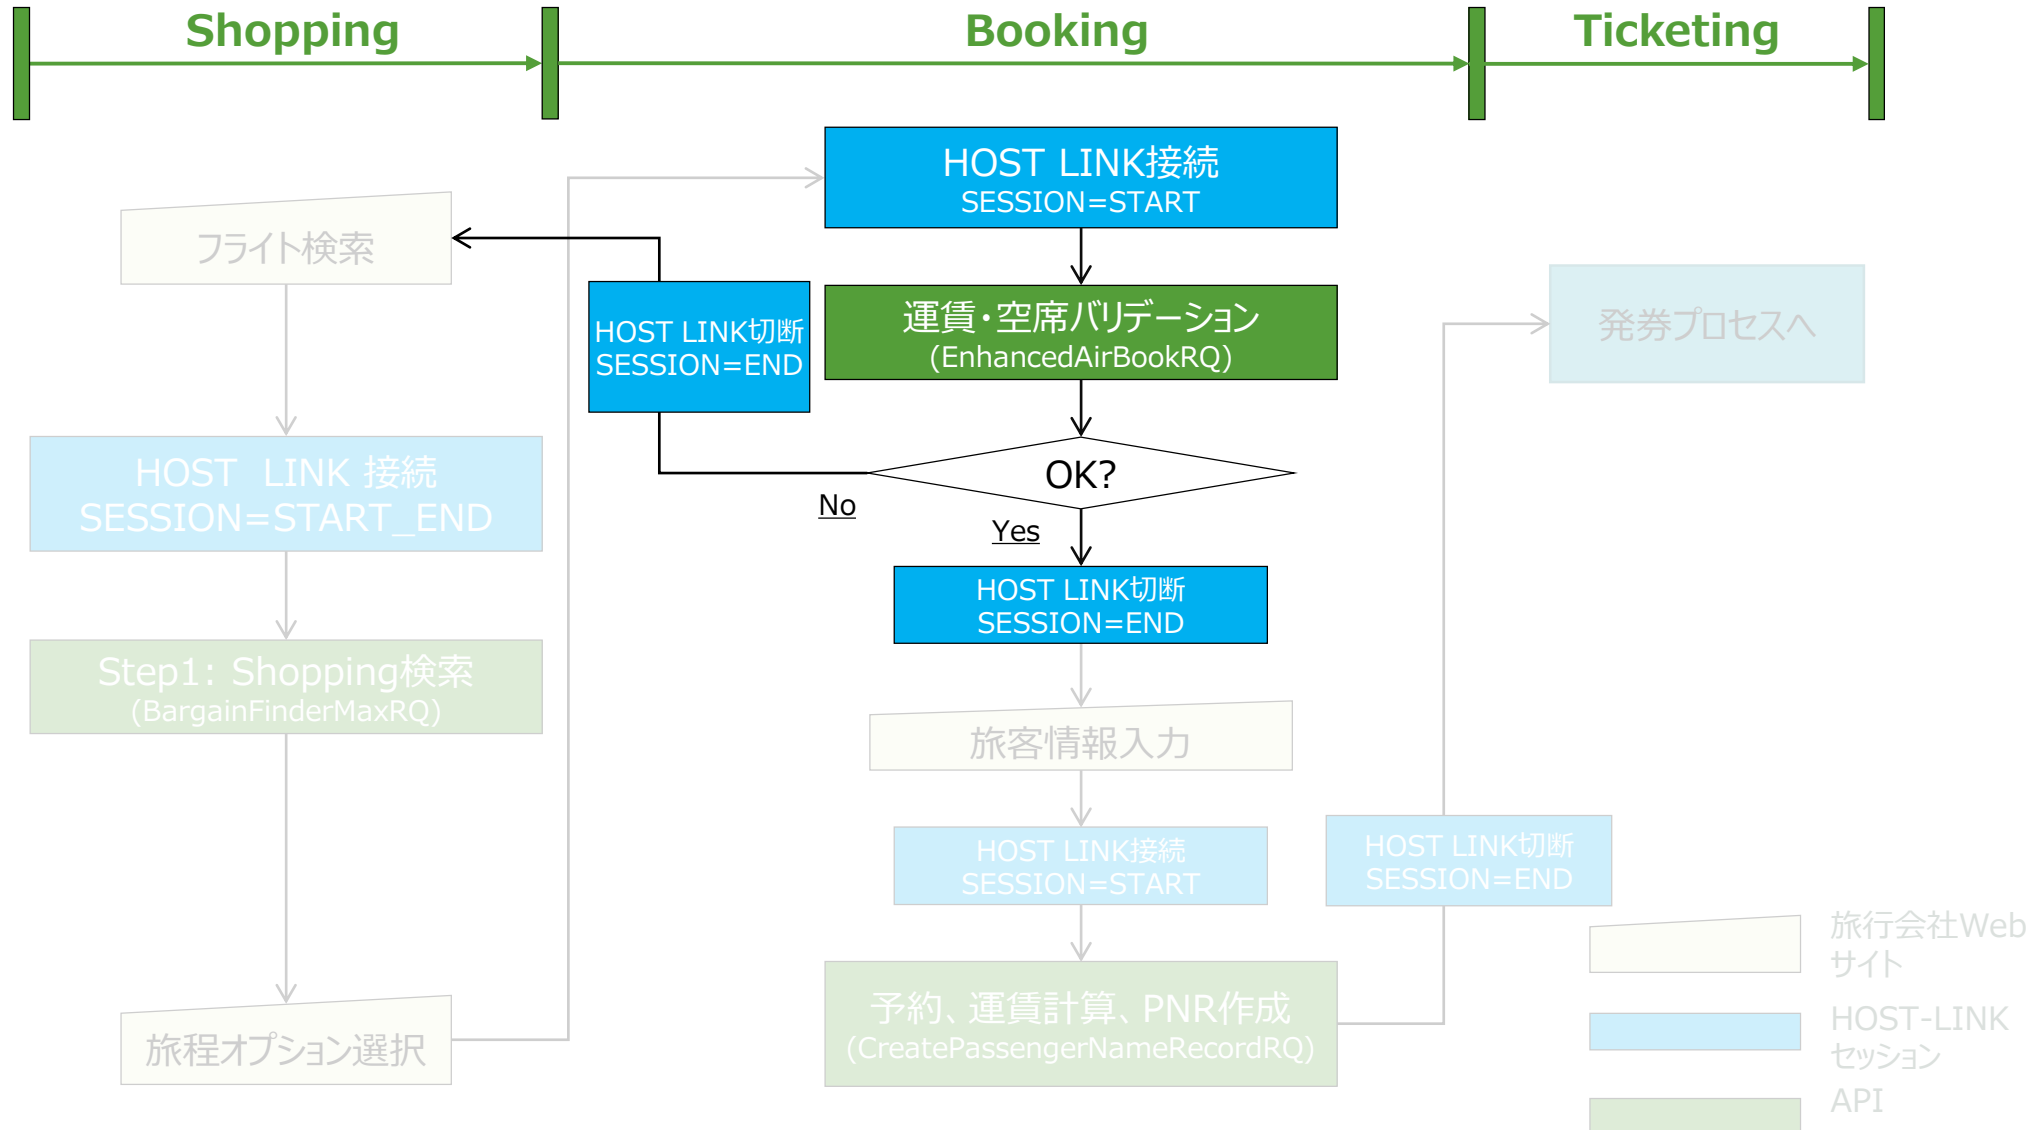 Shopping
Booking
Ticketing
フライト検索
HOST LINK 接続
SESSION=START_END
Step1: Shopping検索
(BargainFinderMaxRQ)
旅程オプション選択
HOST LINK接続
SESSION=START
運賃・空席バリデーション
(EnhancedAirBookRQ)
HOST LINK切断
SESSION=END
OK?
No
Yes
HOST LINK切断
SESSION=END
旅客情報入力
HOST LINK接続
SESSION=START
予約、運賃計算、PNR作成
(CreatePassengerNameRecordRQ)
HOST LINK切断
SESSION=END
発券プロセスへ
旅行会社Web
サイト
HOST-LINK
セッション
API